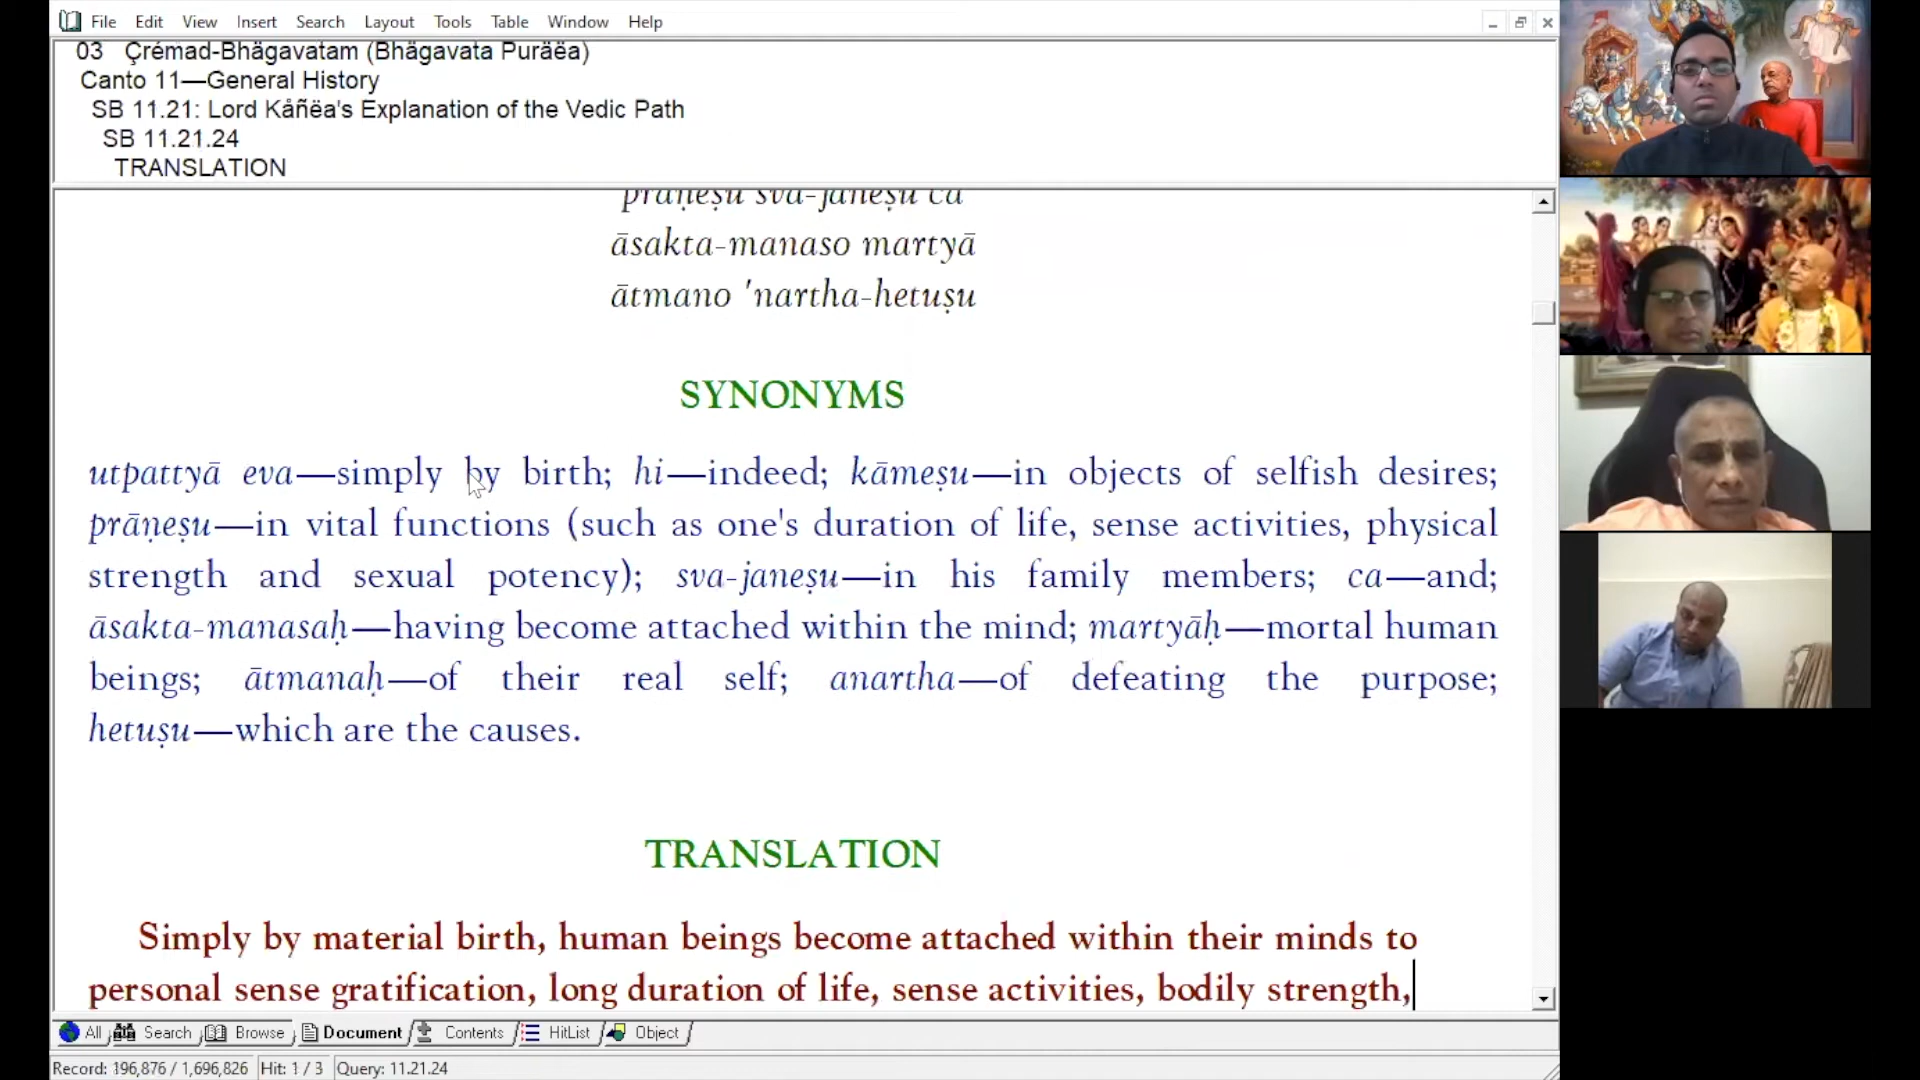 File Edit View Insert Search Layout Tools Table Window Help
03 Çrémad-Bhägavatam (Bhägavata Puräëa)
Canto 11—General History
SB 11.21: Lord Kåñëa's Explanation of the Vedic Path
SB 11.21.24
TRANSLATION
prāṇeṣu sva-janeṣu ca
āsakta-manaso martyā
ātmano 'nartha-hetuṣu
SYNONYMS
utpattyā eva—simply by birth; hi—indeed; kāmeṣu—in objects of selfish desires;
prāṇeṣu—in vital functions (such as one's duration of life, sense activities, physical
strength and sexual potency); sva-janeṣu—in his family members; ca—and;
āsakta-manasaḥ—having become attached within the mind; martyāḥ—mortal human
beings; ātmanaḥ—of their real self; anartha—of defeating the purpose;
hetuṣu—which are the causes.
TRANSLATION
Simply by material birth, human beings become attached within their minds to
personal sense gratification, long duration of life, sense activities, bodily strength,
All Search Browse Document Contents HitList Object
Record: 196,876 / 1,696,826 Hit: 1 / 3 Query: 11.21.24